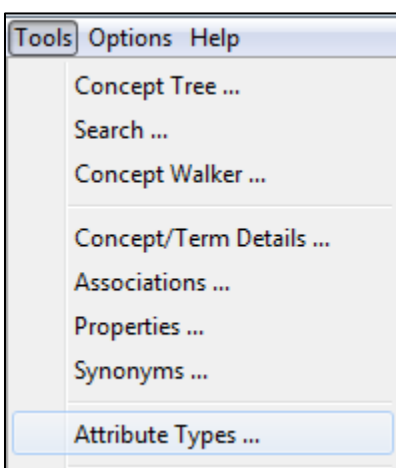 Tools Options Help
Concept Tree ...
Search ...
Concept Walker ...
Concept/Term Details ...
Associations ...
Properties ...
Synonyms ...
Attribute Types ...